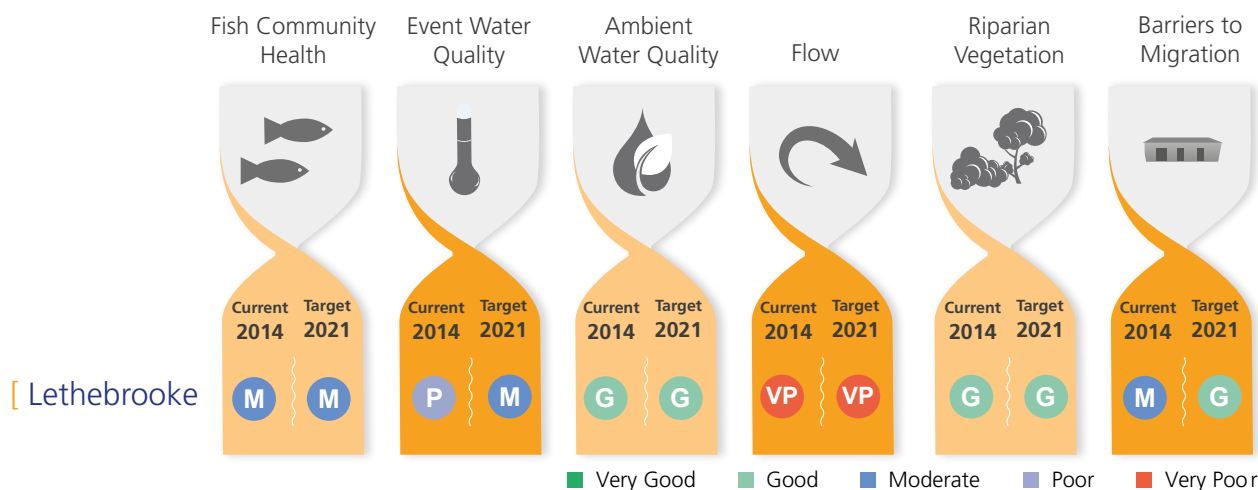 Fish Community
Health
Event Water
Quality
Ambient
Water Quality
Flow
Riparian
Vegetation
Barriers to
Migration
Current Target
2014 2021
Current Target
2014 2021
Current Target
2014 2021
Current Target
2014 2021
Current Target
2014 2021
Current Target
2014 2021
[ Lethebrooke
M M
P M
G G
VP VP
G G
M G
Very Good Good Moderate Poor Very Poor